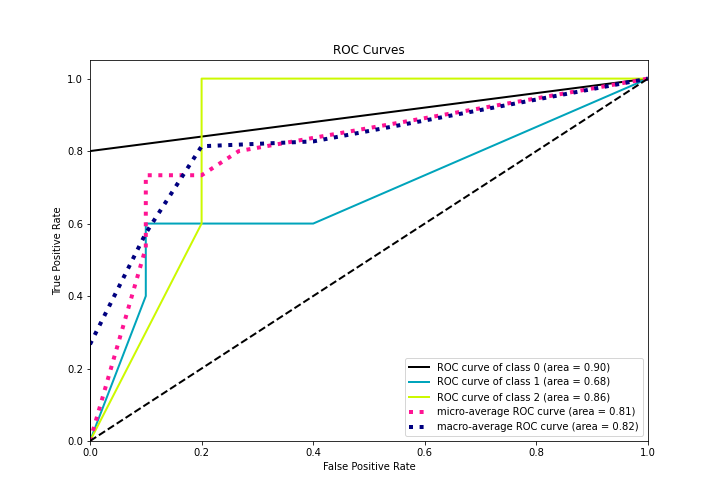 ROC Curves
1.0
0.8
0.6
0.4
0.2
0.0
True Positive Rate
0.0 0.2 0.4 0.6 0.8 1.0
False Positive Rate
ROC curve of class 0 (area = 0.90)
ROC curve of class 1 (area = 0.68)
ROC curve of class 2 (area = 0.86)
micro-average ROC curve (area = 0.81)
macro-average ROC curve (area = 0.82)